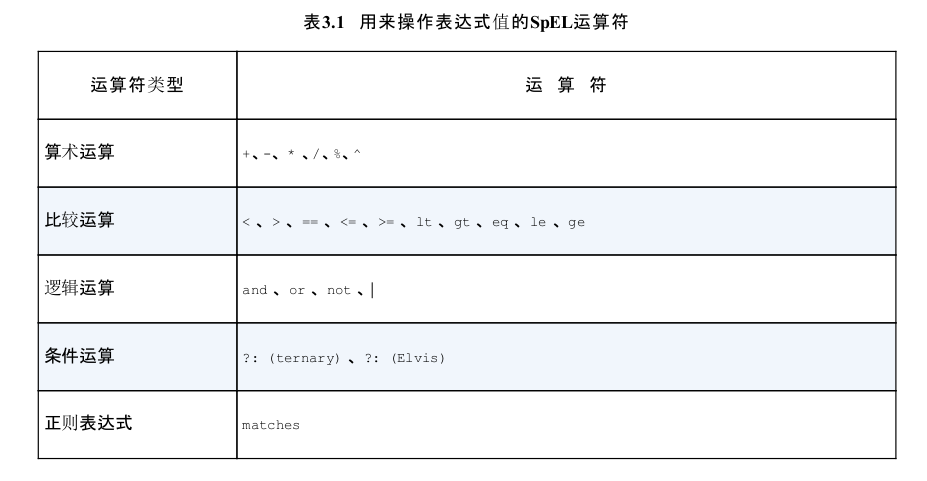 表3.1 用来操作表达式值的SpEL运算符
运算符类型 运 算 符
算术运算 +、-、* 、/、%、^
比较运算 < 、> 、== 、<= 、>= 、lt 、gt 、eq 、le 、ge
逻辑运算 and 、or 、not 、|
条件运算 ?: (ternary) 、?: (Elvis)
正则表达式 matches